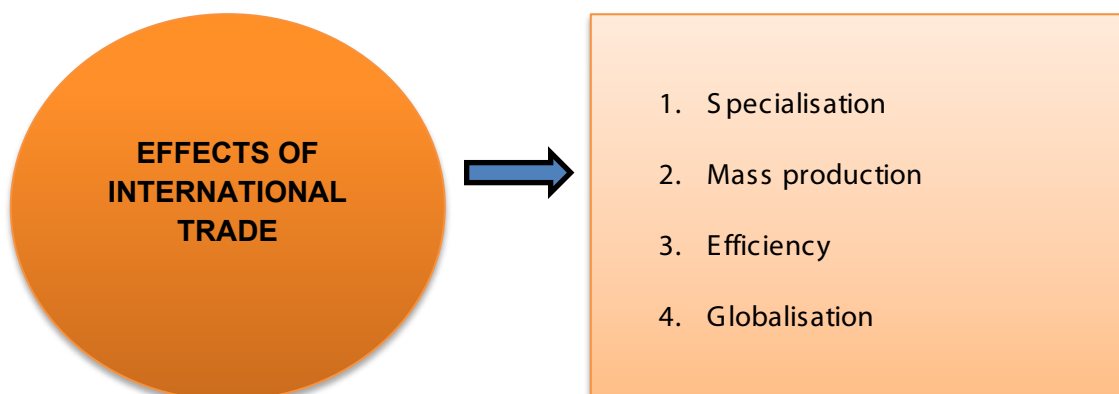 EFFECTS OF
INTERNATIONAL
TRADE
1. Specialisation
2. Mass production
3. Efficiency
4. Globalisation